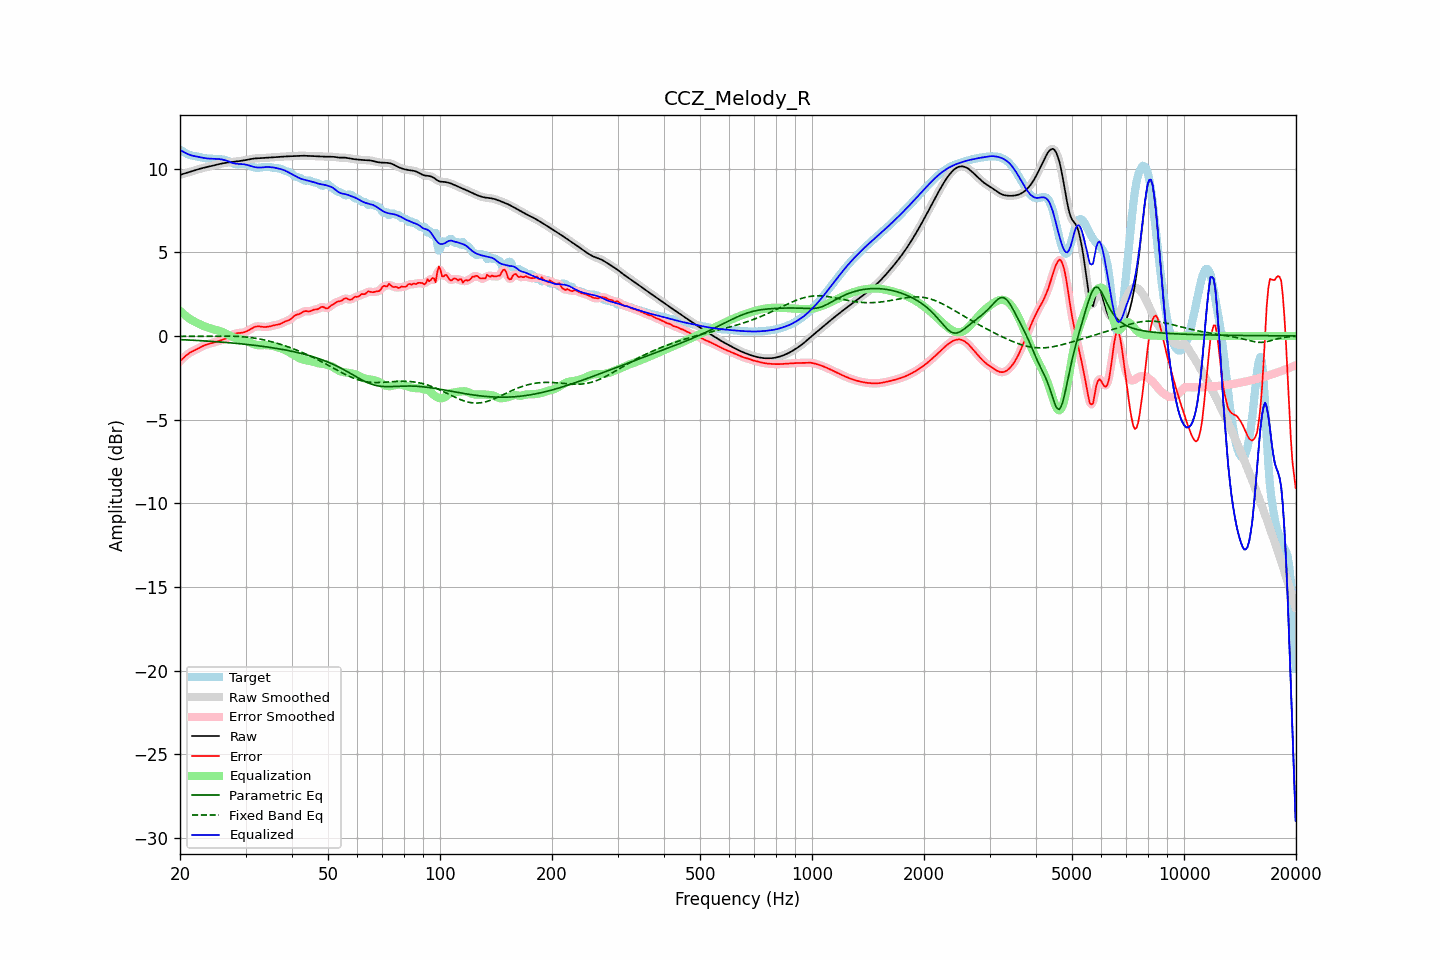 CCZ_Melody_R
Amplitude (dBr)
10
5
0
−5
−10
−15
−20
−25
−30
Target
Raw Smoothed
Error Smoothed
Raw
Error
Equalization
Parametric Eq
Fixed Band Eq
Equalized
20 50 100 200 500 1000 2000 5000 10000 20000
Frequency (Hz)